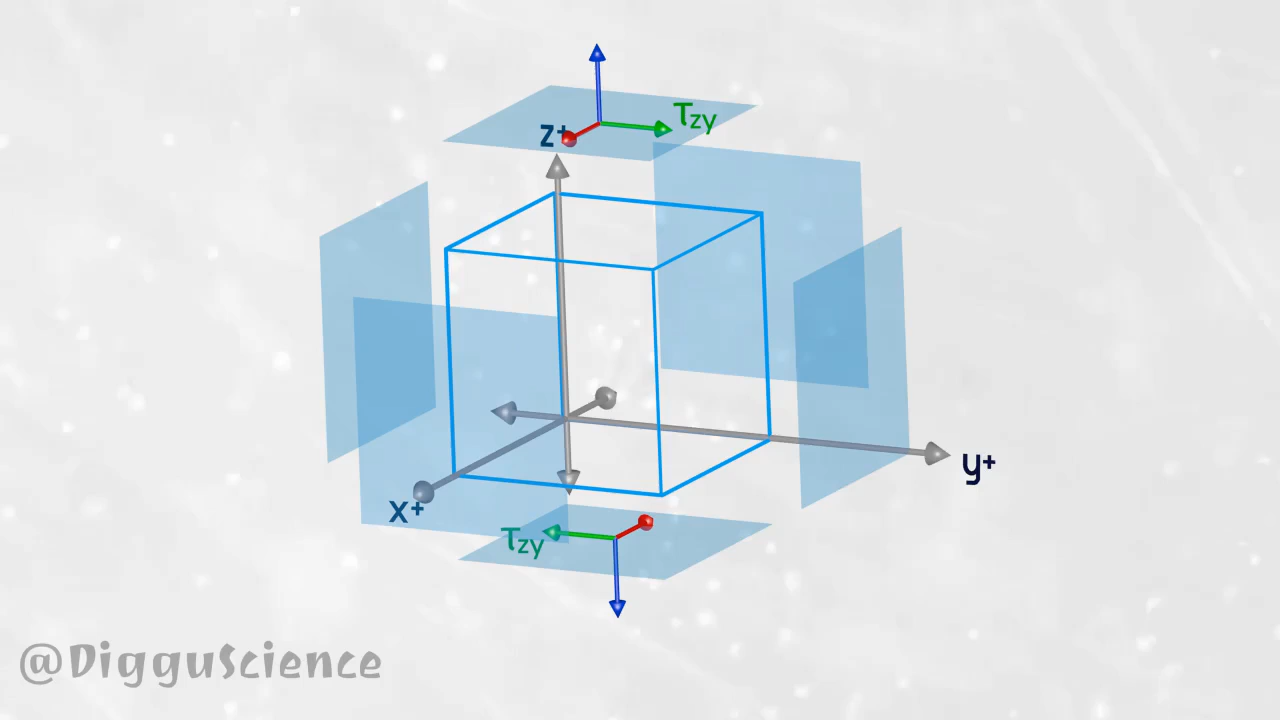 τzy
z+
y+
x+
τzy
@DigguScience